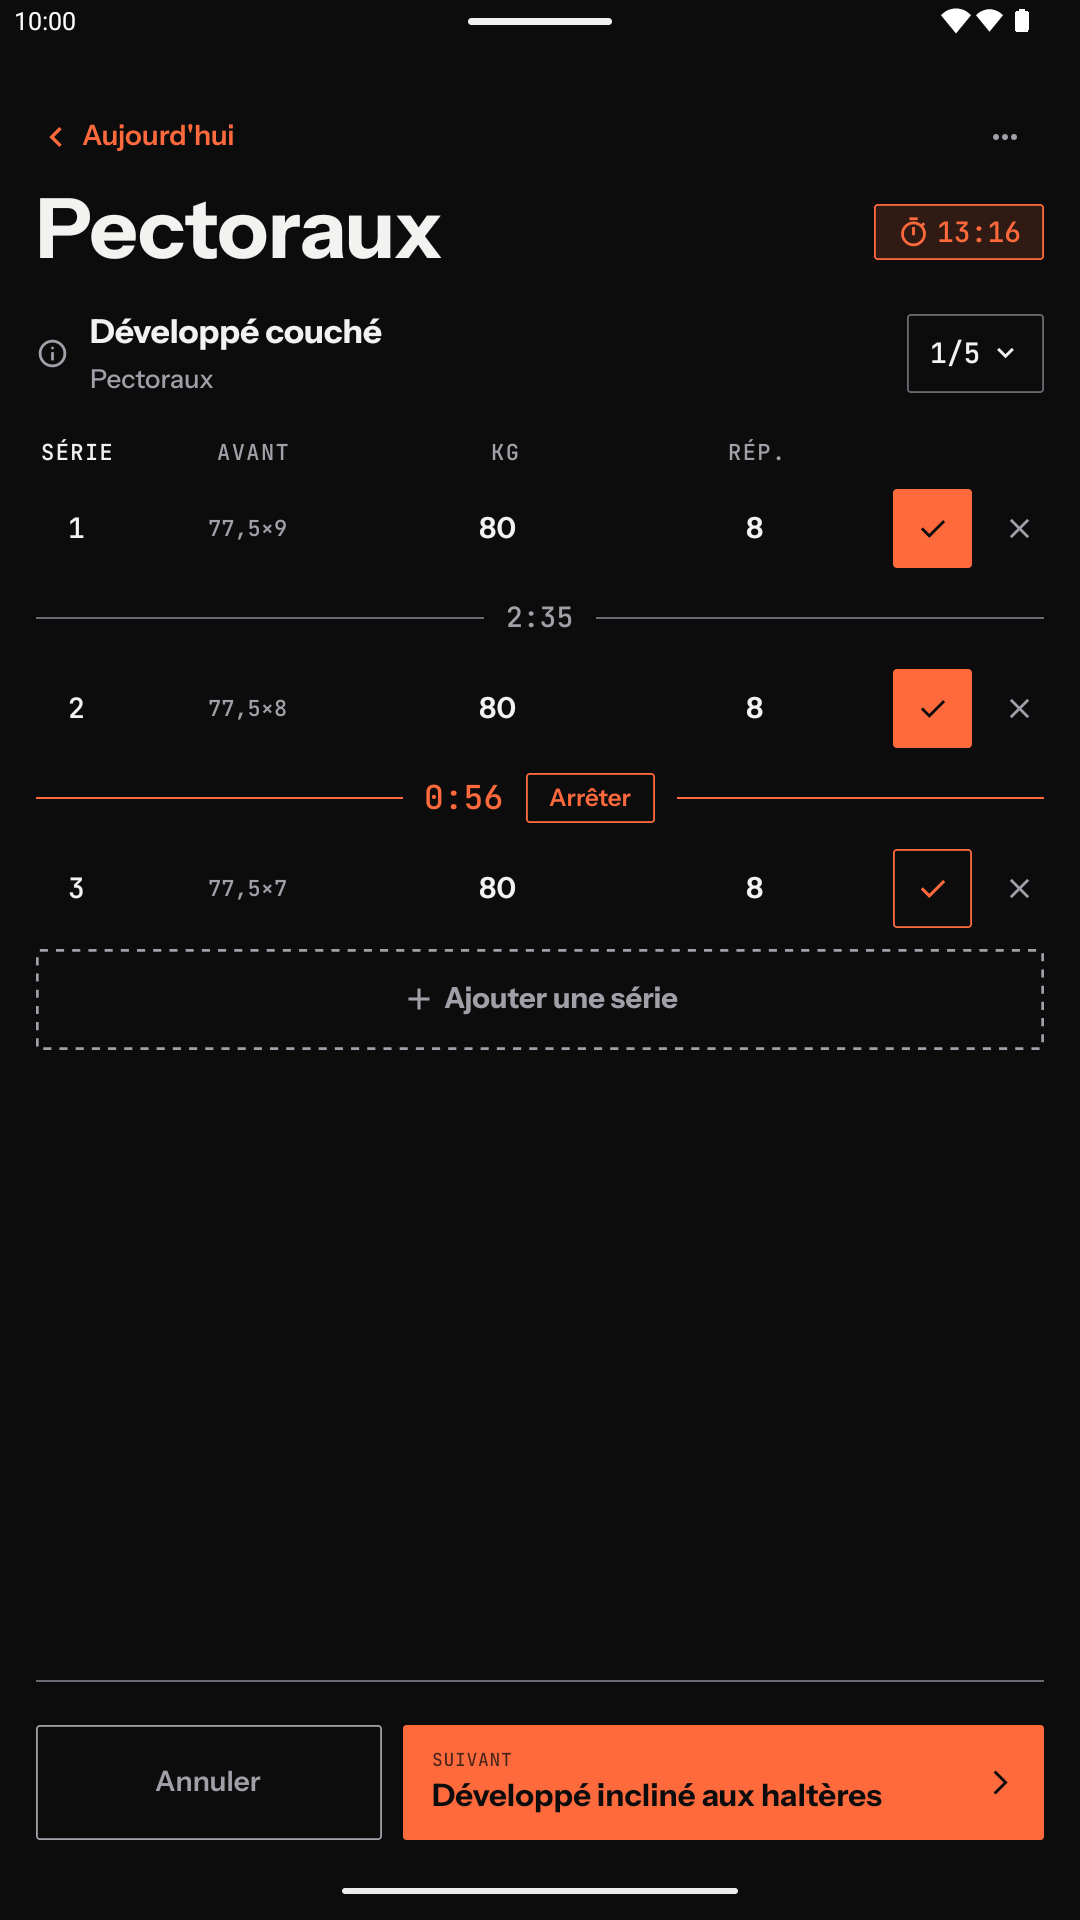 10:00
Aujourd'hui
Pectoraux
13:16
Développé couché
Pectoraux
1/5
SÉRIE AVANT KG RÉP.
1 77,5×9 80 8
2:35
2 77,5×8 80 8
0:56 Arrêter
3 77,5×7 80 8
+ Ajouter une série
Annuler
SUIVANT
Développé incliné aux haltères